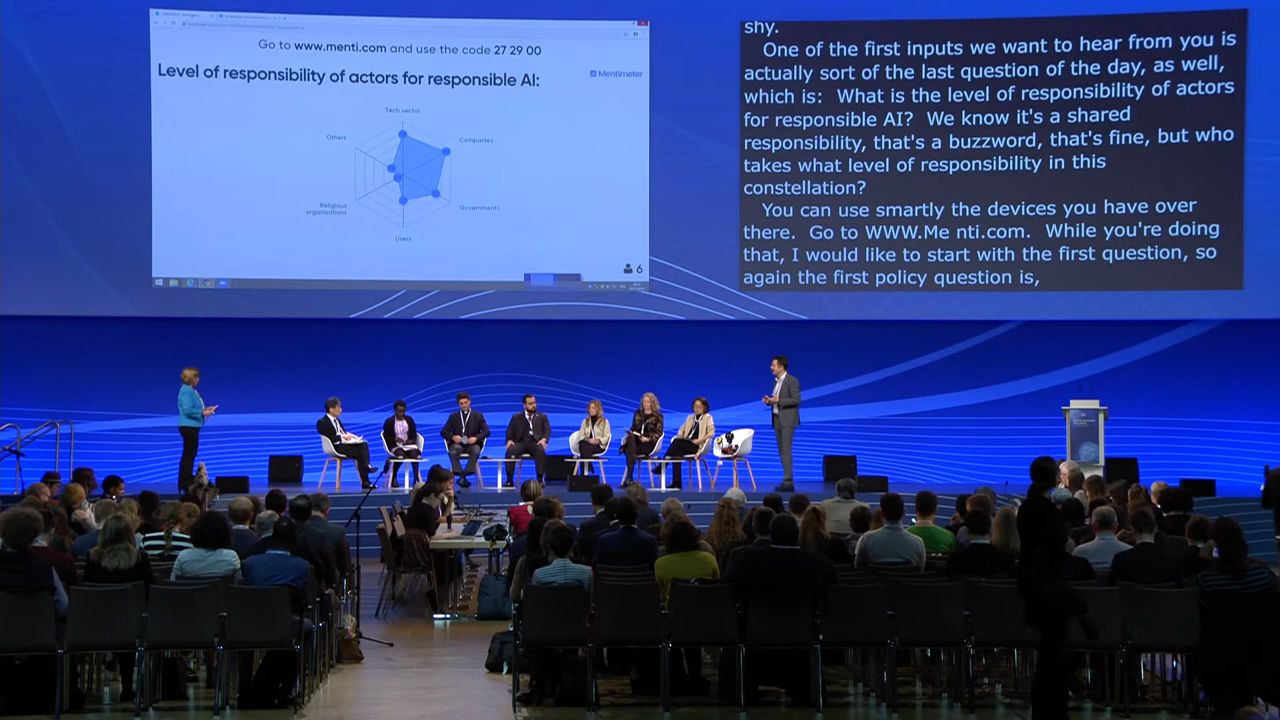 Go to www.menti.com and use the code 27 29 00
Level of responsibility of actors for responsible AI:
Mentimeter
Tech sector
Others
Companies
Religious
organisations
Governments
Users
6
shy.
One of the first inputs we want to hear from you is
actually sort of the last question of the day, as well,
which is:  What is the level of responsibility of actors
for responsible AI?  We know it's a shared
responsibility, that's a buzzword, that's fine, but who
takes what level of responsibility in this
constellation?
You can use smartly the devices you have over
there.  Go to WWW.Me nti.com.  While you're doing
that, I would like to start with the first question, so
again the first policy question is,